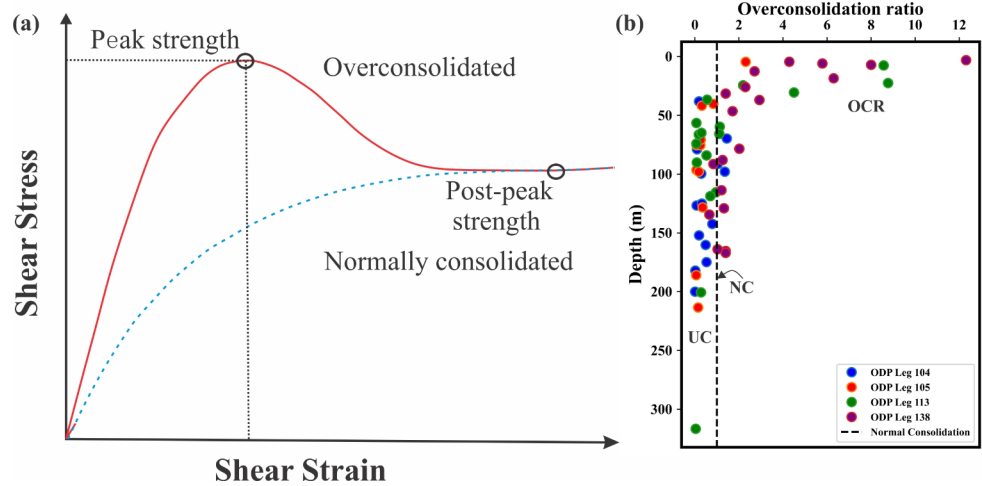 (a)
Peak strength
Overconsolidated
Post-peak
strength
Normally consolidated
Shear Stress
Shear Strain
(b)
Overconsolidation ratio
0 2 4 6 8 10 12
0
50
100
150
200
250
300
Depth (m)
OCR
NC
UC
ODP Leg 104
ODP Leg 105
ODP Leg 113
ODP Leg 138
Normal Consolidation